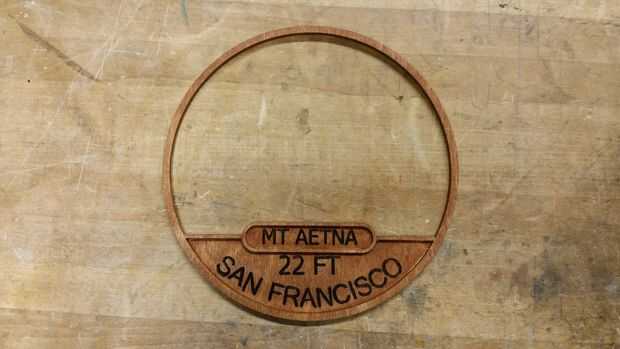 MT AETNA
22 FT
SAN FRANCISCO